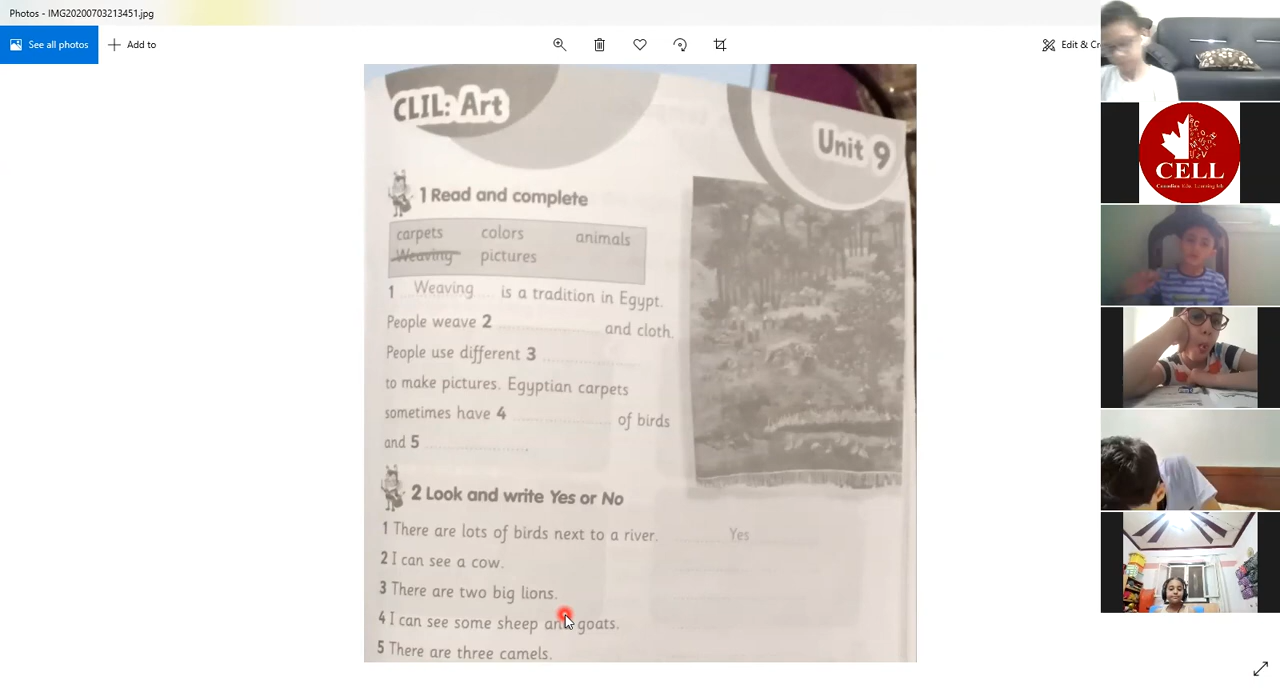 Photos - IMG20200703213451.jpg
See all photos
Add to
Edit & Cr
CLIL: Art
Unit 9
1 Read and complete
carpets colors animals
Weaving pictures
1 Weaving is a tradition in Egypt.
People weave 2 and cloth.
People use different 3
to make pictures. Egyptian carpets
sometimes have 4 of birds
and 5
2 Look and write Yes or No
1 There are lots of birds next to a river. Yes
2 I can see a cow.
3 There are two big lions.
4 I can see some sheep and goats.
5 There are three camels.
CELL